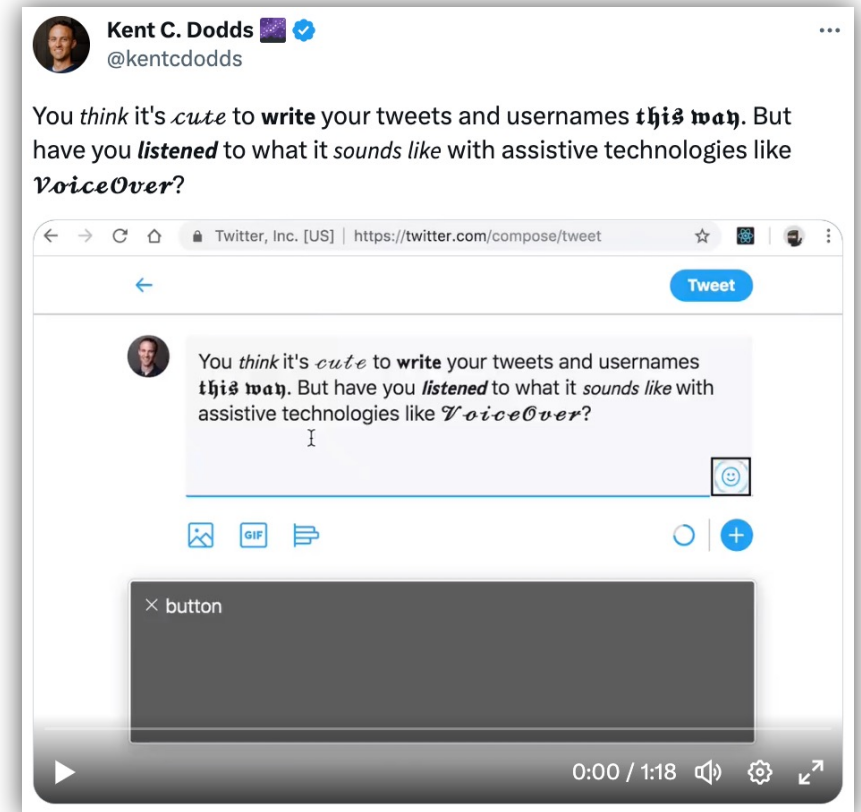 Kent C. Dodds 🌌
@kentcdodds
You 𝘵𝘩𝘪𝘯𝘬 it's 𝓬𝓾𝓽𝓮 to 𝘄𝗿𝗶𝘁𝗲 your tweets and usernames 𝖙𝖍𝖎𝖘 𝖜𝖆𝖞. But
have you 𝙡𝙞𝙨𝙩𝙚𝙣𝙚𝙙 to what it 𝘴𝘰𝘶𝘯𝘥𝘴 𝘭𝘪𝘬𝘦 with assistive technologies like
𝓥𝓸𝓲𝓬𝓮𝓞𝓿𝓮𝓻?
Twitter, Inc. [US] | https://twitter.com/compose/tweet
Tweet
You 𝘵𝘩𝘪𝘯𝘬 it's 𝓬𝓾𝓽𝓮 to 𝘄𝗿𝗶𝘁𝗲 your tweets and usernames
𝖙𝖍𝖎𝖘 𝖜𝖆𝖞. But have you 𝙡𝙞𝙨𝙩𝙚𝙣𝙚𝙙 to what it 𝘴𝘰𝘶𝘯𝘥𝘴 𝘭𝘪𝘬𝘦 with
assistive technologies like 𝓥𝓸𝓲𝓬𝓮𝓞𝓿𝓮𝓻?
GIF
× button
0:00 / 1:18